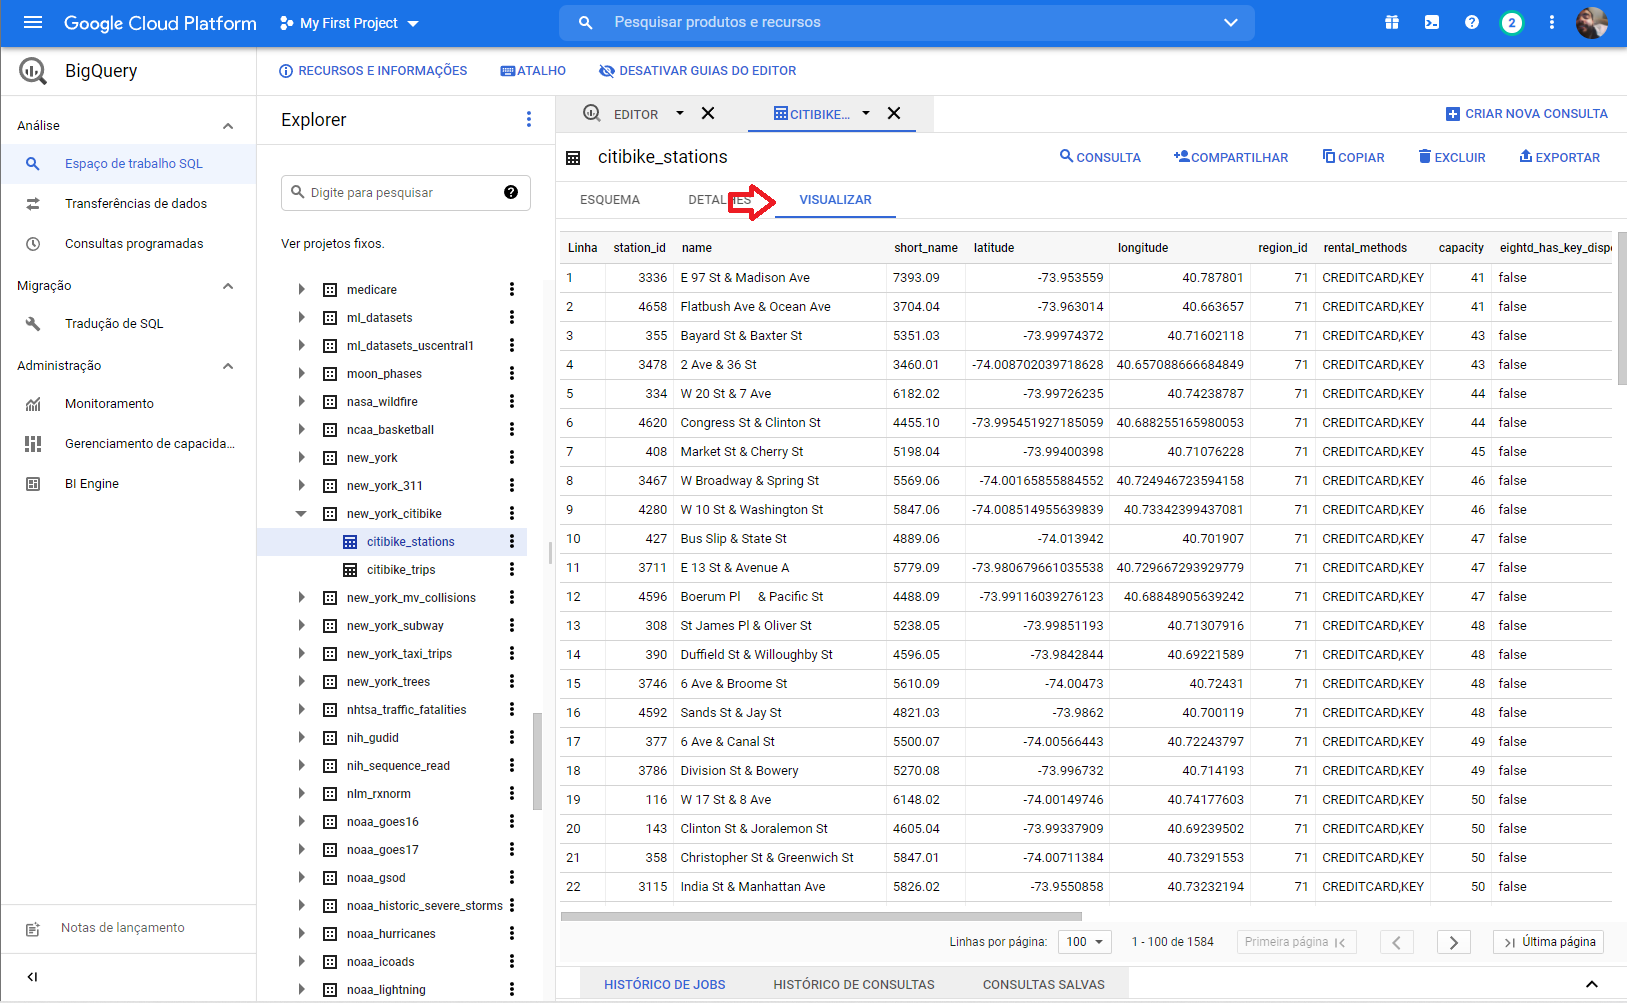 Google Cloud Platform My First Project Pesquisar produtos e recursos 2
BigQuery RECURSOS E INFORMAÇÕES ATALHO DESATIVAR GUIAS DO EDITOR
Análise
Espaço de trabalho SQL
Transferências de dados
Consultas programadas
Migração
Tradução de SQL
Administração
Monitoramento
Gerenciamento de capacida...
BI Engine
Notas de lançamento
Explorer
Digite para pesquisar
Ver projetos fixos.
medicare
ml_datasets
ml_datasets_uscentral1
moon_phases
nasa_wildfire
ncaa_basketball
new_york
new_york_311
new_york_citibike
citibike_stations
citibike_trips
new_york_mv_collisions
new_york_subway
new_york_taxi_trips
new_york_trees
nhtsa_traffic_fatalities
nih_gudid
nih_sequence_read
nlm_rxnorm
noaa_goes16
noaa_goes17
noaa_gsod
noaa_historic_severe_storms
noaa_hurricanes
noaa_icoads
noaa_lightning
EDITOR CITIBIKE... CRIAR NOVA CONSULTA
citibike_stations CONSULTA COMPARTILHAR COPIAR EXCLUIR EXPORTAR
ESQUEMA DETALHES VISUALIZAR
Linha station_id name short_name latitude longitude region_id rental_methods capacity eightd_has_key_dispe
1 3336 E 97 St & Madison Ave 7393.09 -73.953559 40.787801 71 CREDITCARD,KEY 41 false
2 4658 Flatbush Ave & Ocean Ave 3704.04 -73.963014 40.663657 71 CREDITCARD,KEY 41 false
3 355 Bayard St & Baxter St 5351.03 -73.99974372 40.71602118 71 CREDITCARD,KEY 43 false
4 3478 2 Ave & 36 St 3460.01 -74.008702039718628 40.657088666684849 71 CREDITCARD,KEY 43 false
5 334 W 20 St & 7 Ave 6182.02 -73.99726235 40.74238787 71 CREDITCARD,KEY 44 false
6 4620 Congress St & Clinton St 4455.10 -73.995451927185059 40.688255165980053 71 CREDITCARD,KEY 44 false
7 408 Market St & Cherry St 5198.04 -73.99400398 40.71076228 71 CREDITCARD,KEY 45 false
8 3467 W Broadway & Spring St 5569.06 -74.00165855884552 40.724946723594158 71 CREDITCARD,KEY 46 false
9 4280 W 10 St & Washington St 5847.06 -74.008514955639839 40.73342399437081 71 CREDITCARD,KEY 46 false
10 427 Bus Slip & State St 4889.06 -74.013942 40.701907 71 CREDITCARD,KEY 47 false
11 3711 E 13 St & Avenue A 5779.09 -73.980679661035538 40.729667293929779 71 CREDITCARD,KEY 47 false
12 4596 Boerum Pl & Pacific St 4488.09 -73.99116039276123 40.68848905639242 71 CREDITCARD,KEY 47 false
13 308 St James Pl & Oliver St 5238.05 -73.99851193 40.71307916 71 CREDITCARD,KEY 48 false
14 390 Duffield St & Willoughby St 4596.05 -73.9842844 40.69221589 71 CREDITCARD,KEY 48 false
15 3746 6 Ave & Broome St 5610.09 -74.00473 40.72431 71 CREDITCARD,KEY 48 false
16 4592 Sands St & Jay St 4821.03 -73.9862 40.700119 71 CREDITCARD,KEY 48 false
17 377 6 Ave & Canal St 5500.07 -74.00566443 40.72243797 71 CREDITCARD,KEY 49 false
18 3786 Division St & Bowery 5270.08 -73.996732 40.714193 71 CREDITCARD,KEY 49 false
19 116 W 17 St & 8 Ave 6148.02 -74.00149746 40.74177603 71 CREDITCARD,KEY 50 false
20 143 Clinton St & Joralemon St 4605.04 -73.99337909 40.69239502 71 CREDITCARD,KEY 50 false
21 358 Christopher St & Greenwich St 5847.01 -74.00711384 40.73291553 71 CREDITCARD,KEY 50 false
22 3115 India St & Manhattan Ave 5826.02 -73.9550858 40.73232194 71 CREDITCARD,KEY 50 false
Linhas por página: 100 1 - 100 de 1584 Primeira página Última página
HISTÓRICO DE JOBS HISTÓRICO DE CONSULTAS CONSULTAS SALVAS